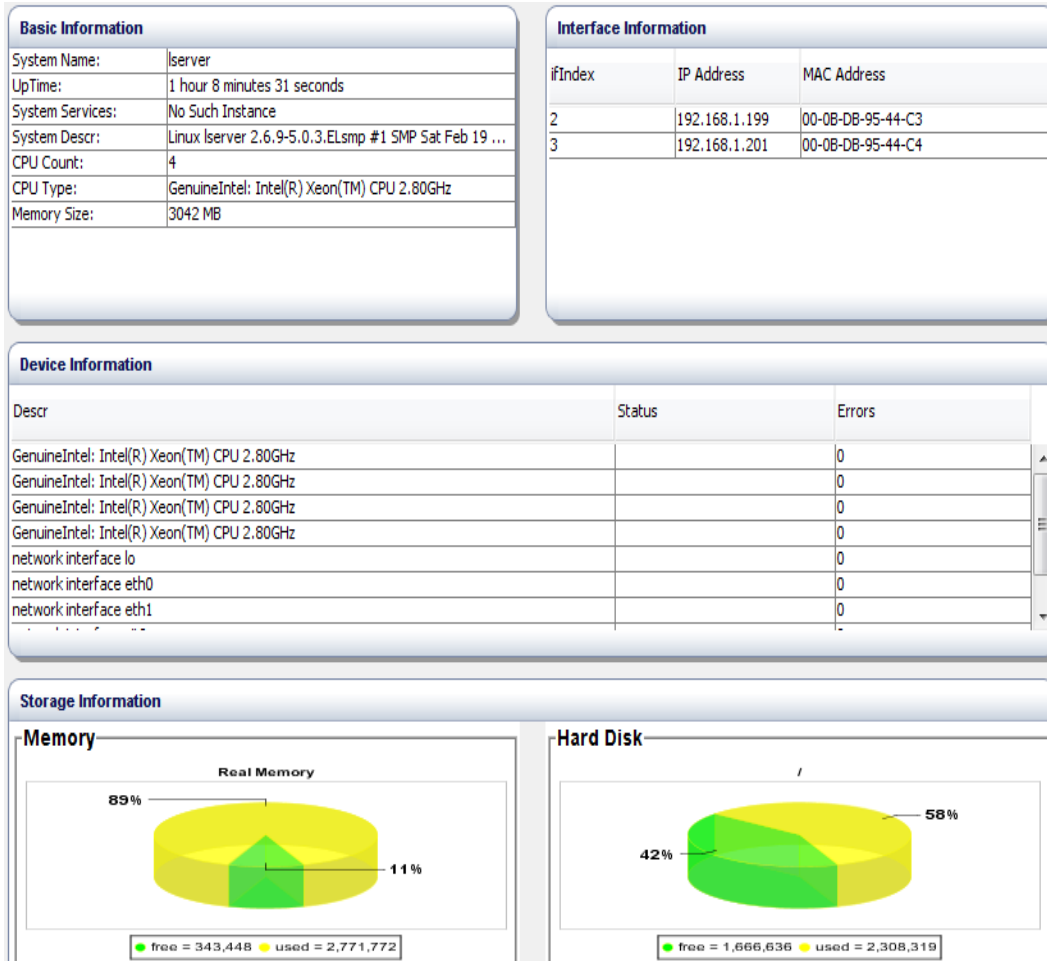 Basic Information
System Name: lserver
UpTime: 1 hour 8 minutes 31 seconds
System Services: No Such Instance
System Descr: Linux lserver 2.6.9-5.0.3.ELsmp #1 SMP Sat Feb 19 ...
CPU Count: 4
CPU Type: GenuineIntel: Intel(R) Xeon(TM) CPU 2.80GHz
Memory Size: 3042 MB
Interface Information
ifIndex IP Address MAC Address
2 192.168.1.199 00-0B-DB-95-44-C3
3 192.168.1.201 00-0B-DB-95-44-C4
Device Information
Descr Status Errors
GenuineIntel: Intel(R) Xeon(TM) CPU 2.80GHz 0
GenuineIntel: Intel(R) Xeon(TM) CPU 2.80GHz 0
GenuineIntel: Intel(R) Xeon(TM) CPU 2.80GHz 0
GenuineIntel: Intel(R) Xeon(TM) CPU 2.80GHz 0
network interface lo 0
network interface eth0 0
network interface eth1 0
Storage Information
Memory
Real Memory
89%
11%
free = 343,448 used = 2,771,772
Hard Disk
/
58%
42%
free = 1,666,636 used = 2,308,319